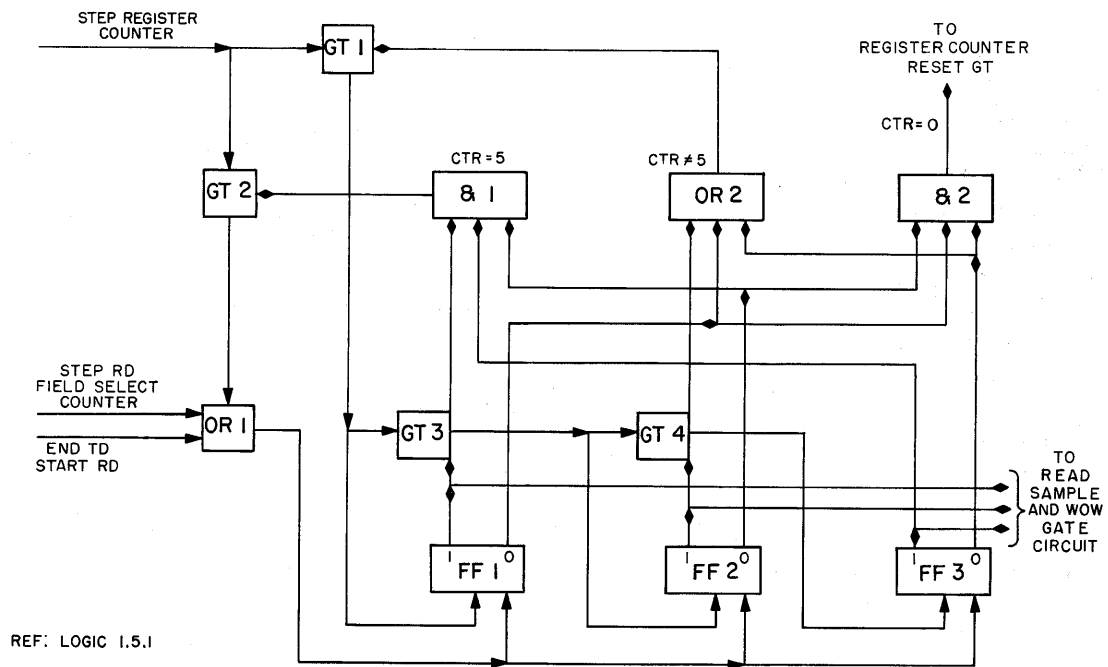 STEP REGISTER
COUNTER
GT 1
TO
REGISTER COUNTER
RESET GT
CTR=0
GT 2
CTR=5
& 1
CTR≠5
OR 2
& 2
STEP RD
FIELD SELECT
COUNTER
OR 1
END TD
START RD
GT 3
GT 4
TO
READ
SAMPLE
AND WOW
GATE
CIRCUIT
1 FF 1 0
1 FF 2 0
1 FF 3 0
REF: LOGIC 1.5.1